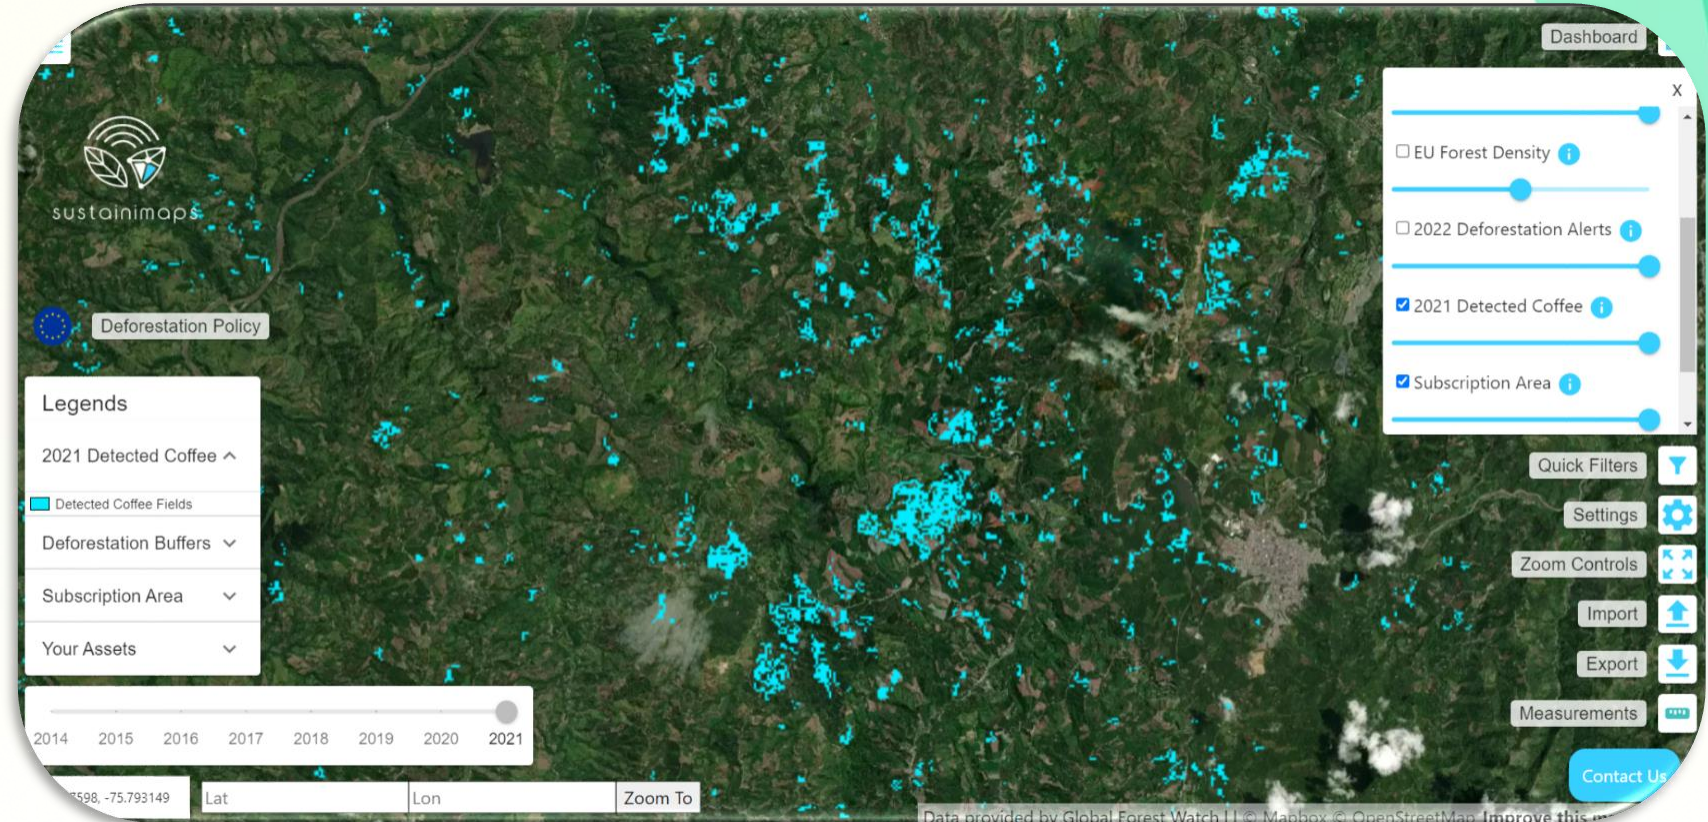 Dashboard
X
EU Forest Density
2022 Deforestation Alerts
2021 Detected Coffee
Subscription Area
sustainimaps
Deforestation Policy
Legends
2021 Detected Coffee
Detected Coffee Fields
Deforestation Buffers
Subscription Area
Your Assets
Quick Filters
Settings
Zoom Controls
Import
Export
Measurements
Contact Us
2014 2015 2016 2017 2018 2019 2020 2021
7598, -75.793149 Lat Lon Zoom To
Data provided by Global Forest Watch | | © Mapbox © OpenStreetMap Improve this